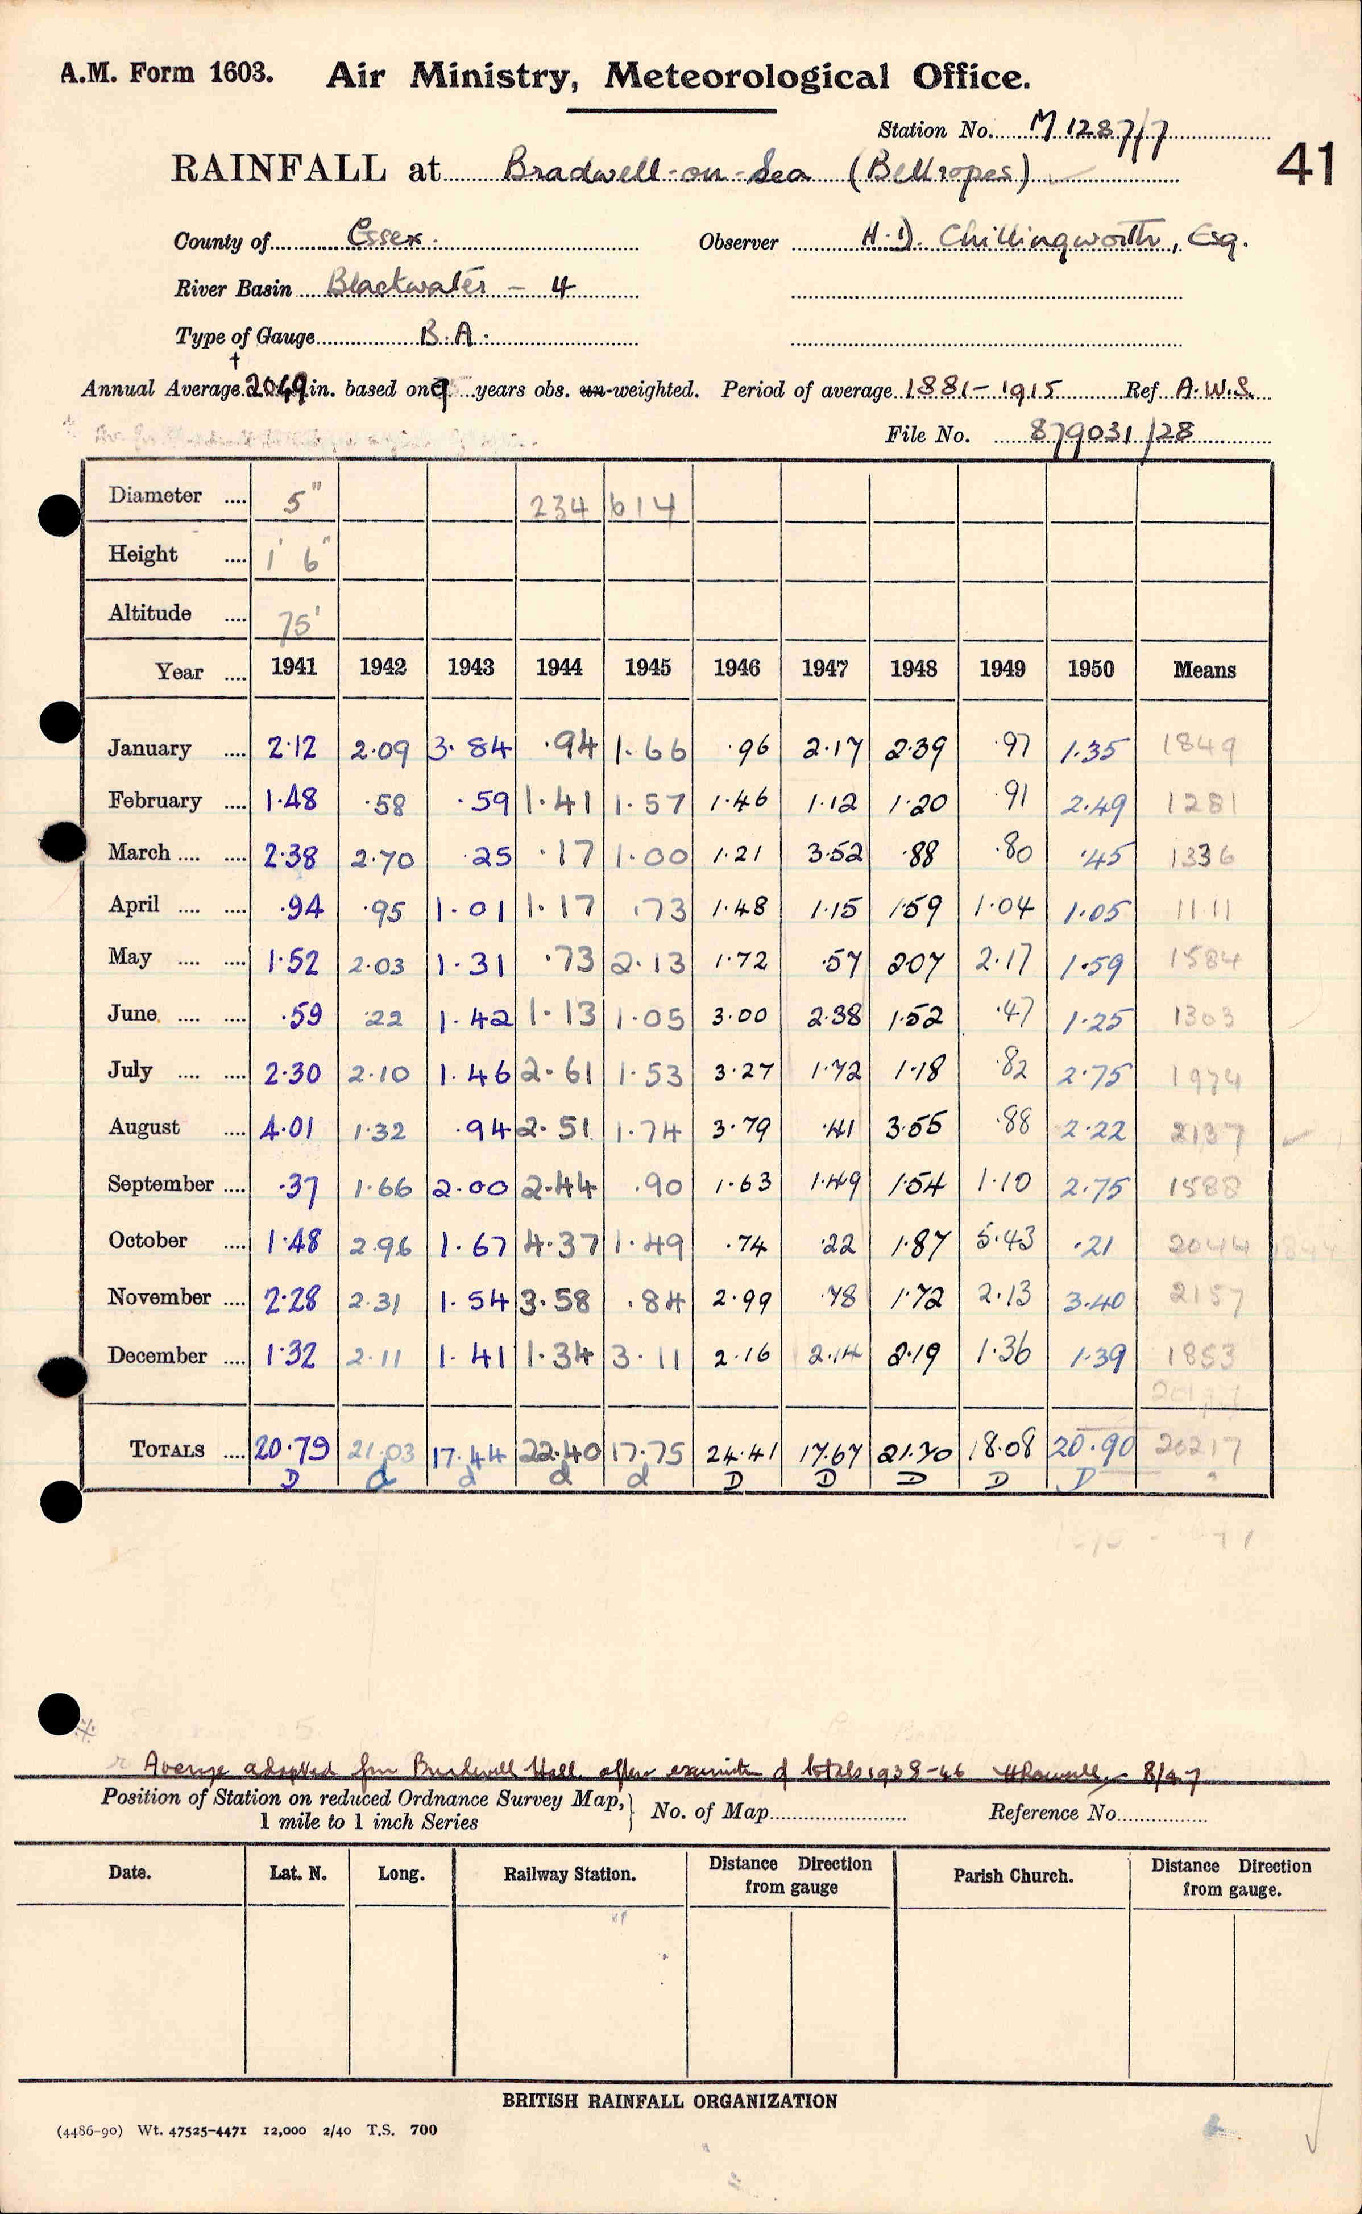 A.M. Form 1603. Air Ministry, Meteorological Office.
Station No. M 1287/7
41
RAINFALL at Bradwell-on-Sea (Bellropes)
County of Essex. Observer H.D. Chillingworth, Esq.
River Basin Blackwater - 4
Type of Gauge B.A.
†
Annual Average 20.49 in. based on 9 years obs. un-weighted. Period of average 1881-1915 Ref A.W.S.
File No. 879031/28
Diameter .... 5" 234 614
Height .... 1' 6"
Altitude .... 75'
Year .... 1941 1942 1943 1944 1945 1946 1947 1948 1949 1950 Means
January .... 2.12 2.09 3.84 .94 1.66 .96 2.17 2.39 .97 1.35 1849
February .... 1.48 .58 .59 1.41 1.57 1.46 1.12 1.20 .91 2.49 1281
March .... .... 2.38 2.70 .25 .17 1.00 1.21 3.52 .88 .80 .45 1336
April .... .... .94 .95 1.01 1.17 .73 1.48 1.15 1.59 1.04 1.05 1111
May .... .... 1.52 2.03 1.31 .73 2.13 1.72 .57 2.07 2.17 1.59 1584
June .... .... .59 .22 1.42 1.13 1.05 3.00 2.38 1.52 .47 1.25 1303
July .... .... 2.30 2.10 1.46 2.61 1.53 3.27 1.72 1.18 .82 2.75 1974
August .... 4.01 1.32 .94 2.51 1.74 3.79 .41 3.55 .88 2.22 2137
September .... .37 1.66 2.00 2.44 .90 1.63 1.49 1.54 1.10 2.75 1588
October .... 1.48 2.96 1.67 4.37 1.49 .74 .22 1.87 5.43 .21 2044 1844
November .... 2.28 2.31 1.54 3.58 .84 2.99 .78 1.72 2.13 3.40 2157
December .... 1.32 2.11 1.41 1.34 3.11 2.16 2.14 2.19 1.36 1.39 1853
TOTALS .... 20.79 21.03 17.44 22.40 17.75 24.41 17.67 21.70 18.08 20.90 20217
D d d d d D D D D D
Average adopted for Bradwell Hall after of totals 1938-46 8/47
Position of Station on reduced Ordnance Survey Map, } No. of Map Reference No.
1 mile to 1 inch Series
Date. Lat. N. Long. Railway Station. Distance Direction from gauge Parish Church. Distance Direction from gauge.
BRITISH RAINFALL ORGANIZATION
(4486-90) Wt. 47525-4471 12,000 2/40 T.S. 700